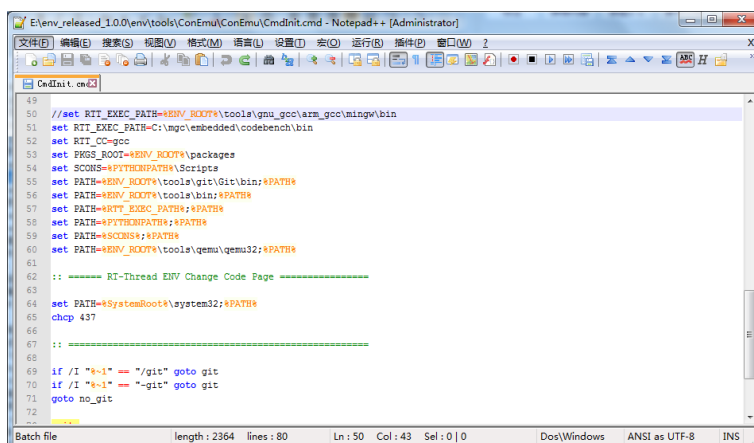 E:\env_released_1.0.0\env\tools\ConEmu\ConEmu\CmdInit.cmd - Notepad++ [Administrator]
文件(F) 编辑(E) 搜索(S) 视图(V) 格式(M) 语言(L) 设置(T) 宏(O) 运行(R) 插件(P) 窗口(W) ? X
CmdInit.cmd
49
50 //set RTT_EXEC_PATH=%ENV_ROOT%\tools\gnu_gcc\arm_gcc\mingw\bin
51 set RTT_EXEC_PATH=C:\mgc\embedded\codebench\bin
52 set RTT_CC=gcc
53 set PKGS_ROOT=%ENV_ROOT%\packages
54 set SCONS=%PYTHONPATH%\Scripts
55 set PATH=%ENV_ROOT%\tools\git\Git\bin;%PATH%
56 set PATH=%ENV_ROOT%\tools\bin;%PATH%
57 set PATH=%RTT_EXEC_PATH%;%PATH%
58 set PATH=%PYTHONPATH%;%PATH%
59 set PATH=%SCONS%;%PATH%
60 set PATH=%ENV_ROOT%\tools\qemu\qemu32;%PATH%
61
62 :: ====== RT-Thread ENV Change Code Page ================
63
64 set PATH=%SystemRoot%\system32;%PATH%
65 chcp 437
66
67 :: ====================================================
68
69 if /I "%~1" == "/git" goto git
70 if /I "%~1" == "-git" goto git
71 goto no_git
72
Batch file length : 2364 lines : 80 Ln : 50 Col : 43 Sel : 0 | 0 Dos\Windows ANSI as UTF-8 INS